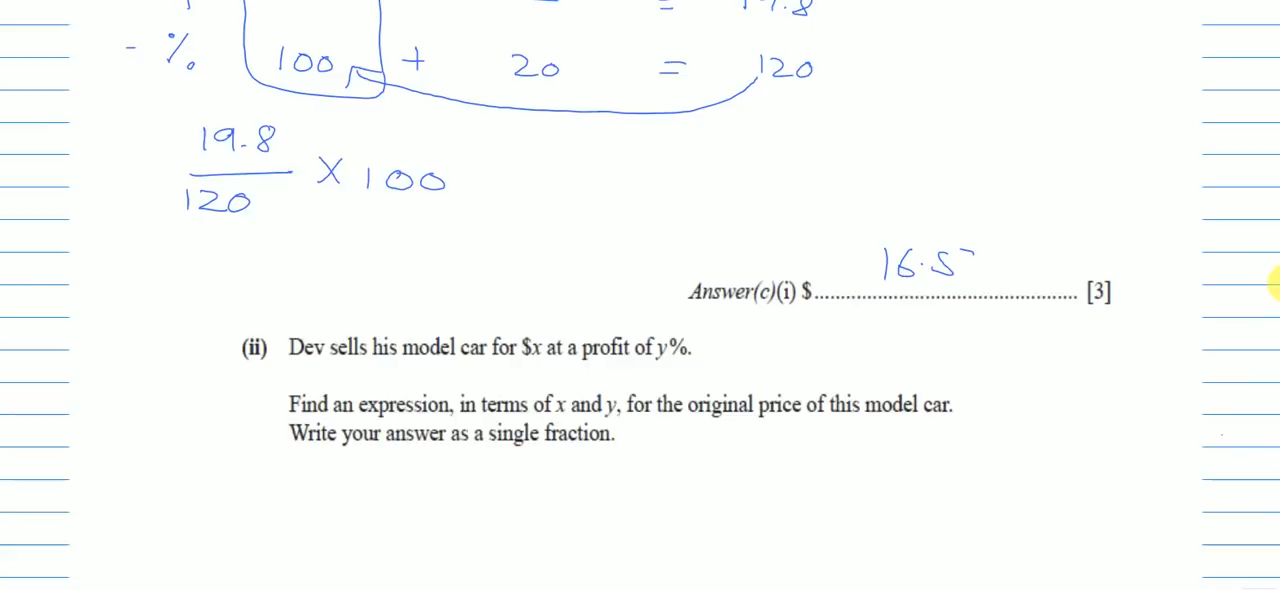 = 19.8
- % 100 + 20 = 120
19.8
120
× 100
16.5
Answer(c)(i) $ ................................................ [3]
(ii) Dev sells his model car for $x at a profit of y%.
Find an expression, in terms of x and y, for the original price of this model car.
Write your answer as a single fraction.